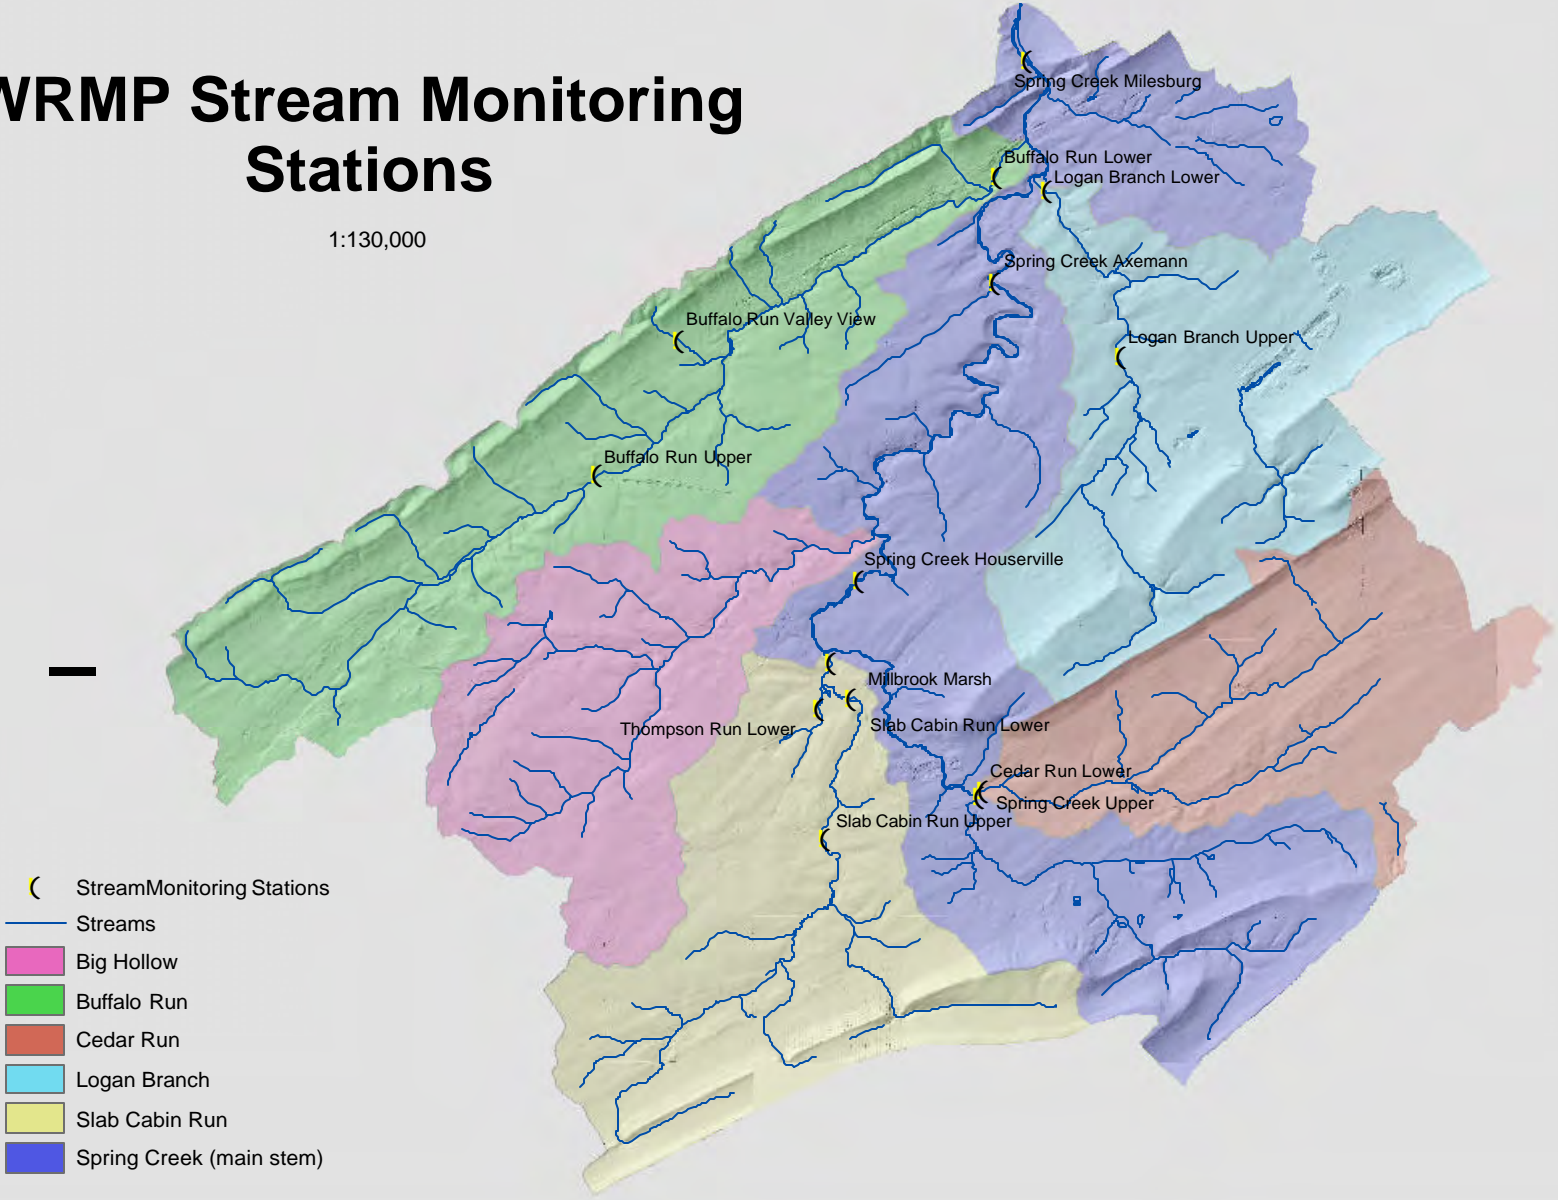 WRMP Stream Monitoring
Stations
1:130,000
Spring Creek Milesburg
Buffalo Run Lower
Logan Branch Lower
Spring Creek Axemann
Buffalo Run Valley View
Logan Branch Upper
Buffalo Run Upper
Spring Creek Houserville
Millbrook Marsh
Thompson Run Lower
Slab Cabin Run Lower
Cedar Run Lower
Spring Creek Upper
Slab Cabin Run Upper
StreamMonitoring Stations
Streams
Big Hollow
Buffalo Run
Cedar Run
Logan Branch
Slab Cabin Run
Spring Creek (main stem)